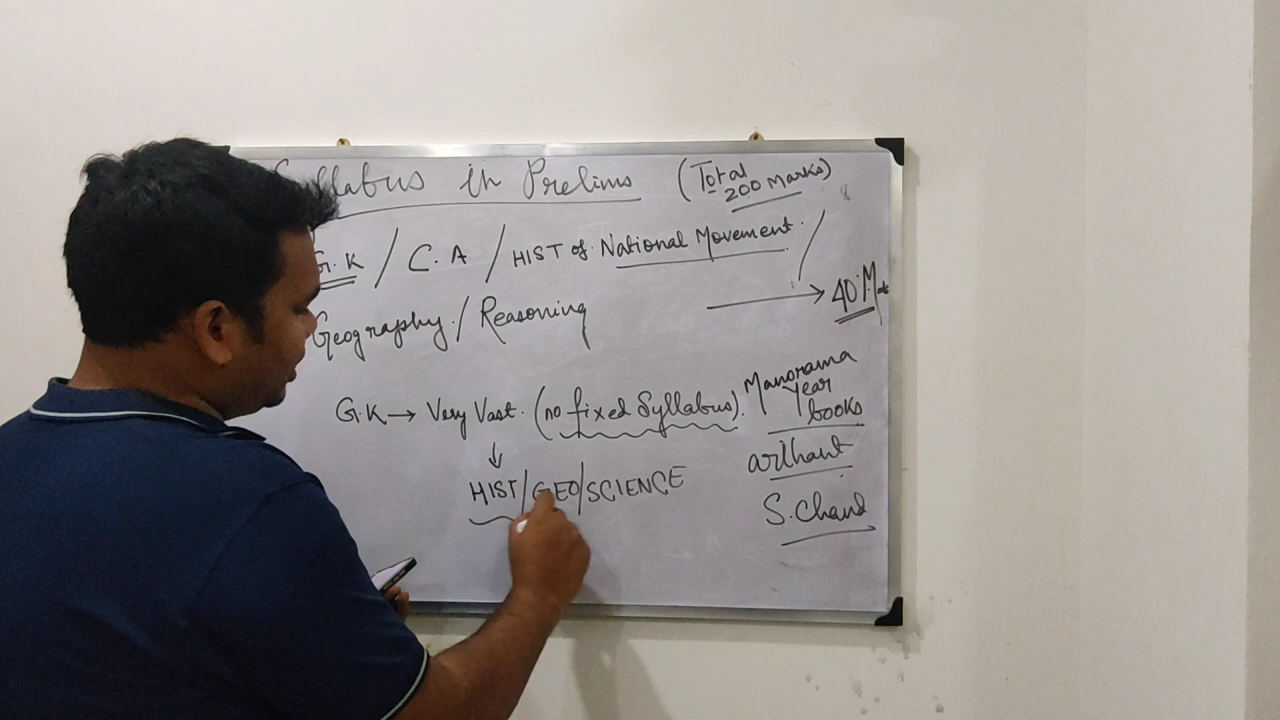 Syllabus in Prelims (Total 200 Marks)
G.K / C.A / HIST of National Movement /
Geography / Reasoning → 40 M
G.K → Very Vast. (no fixed Syllabus).
↓
HIST/GEO/SCIENCE
Manorama
Year
books
arihant
S. Chand